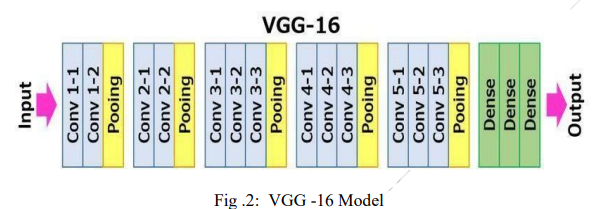 VGG-16
Input
Conv 1-1
Conv 1-2
Pooing
Conv 2-1
Conv 2-2
Pooing
Conv 3-1
Conv 3-2
Conv 3-3
Pooing
Conv 4-1
Conv 4-2
Conv 4-3
Pooing
Conv 5-1
Conv 5-2
Conv 5-3
Pooing
Dense
Dense
Dense
Output
Fig .2: VGG -16 Model